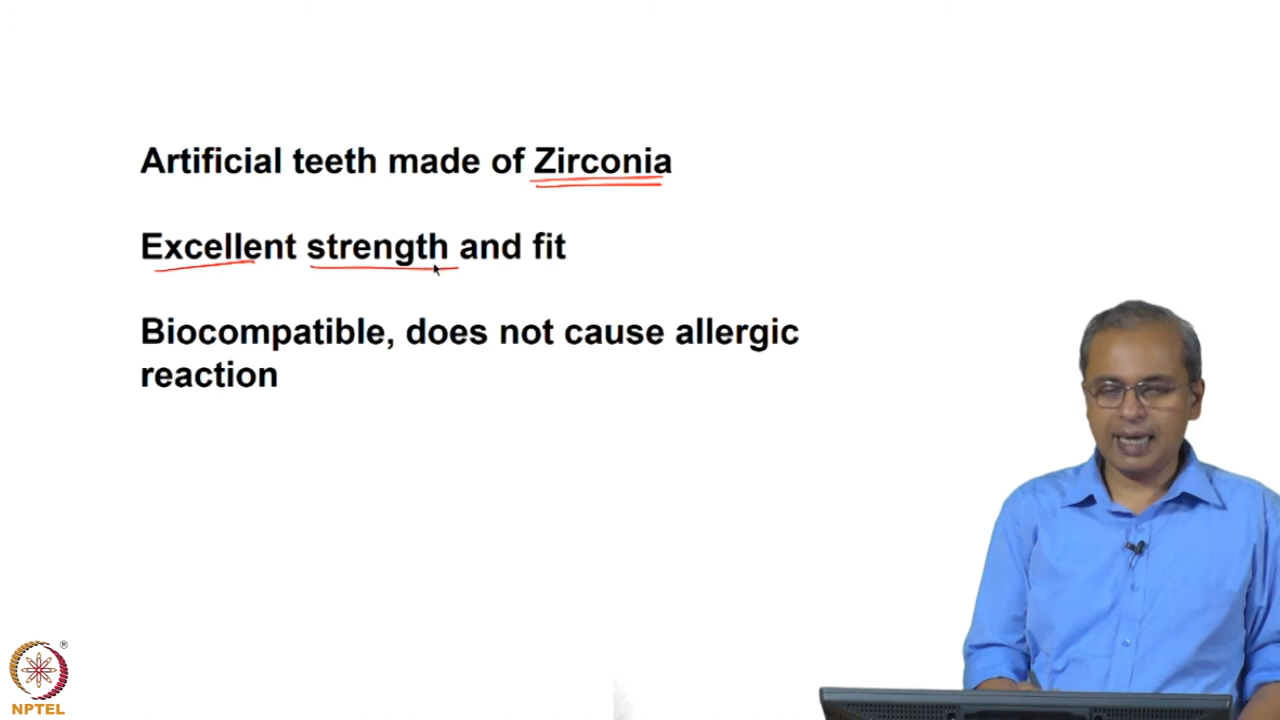 Artificial teeth made of Zirconia
Excellent strength and fit
Biocompatible, does not cause allergic
reaction
®
NPTEL